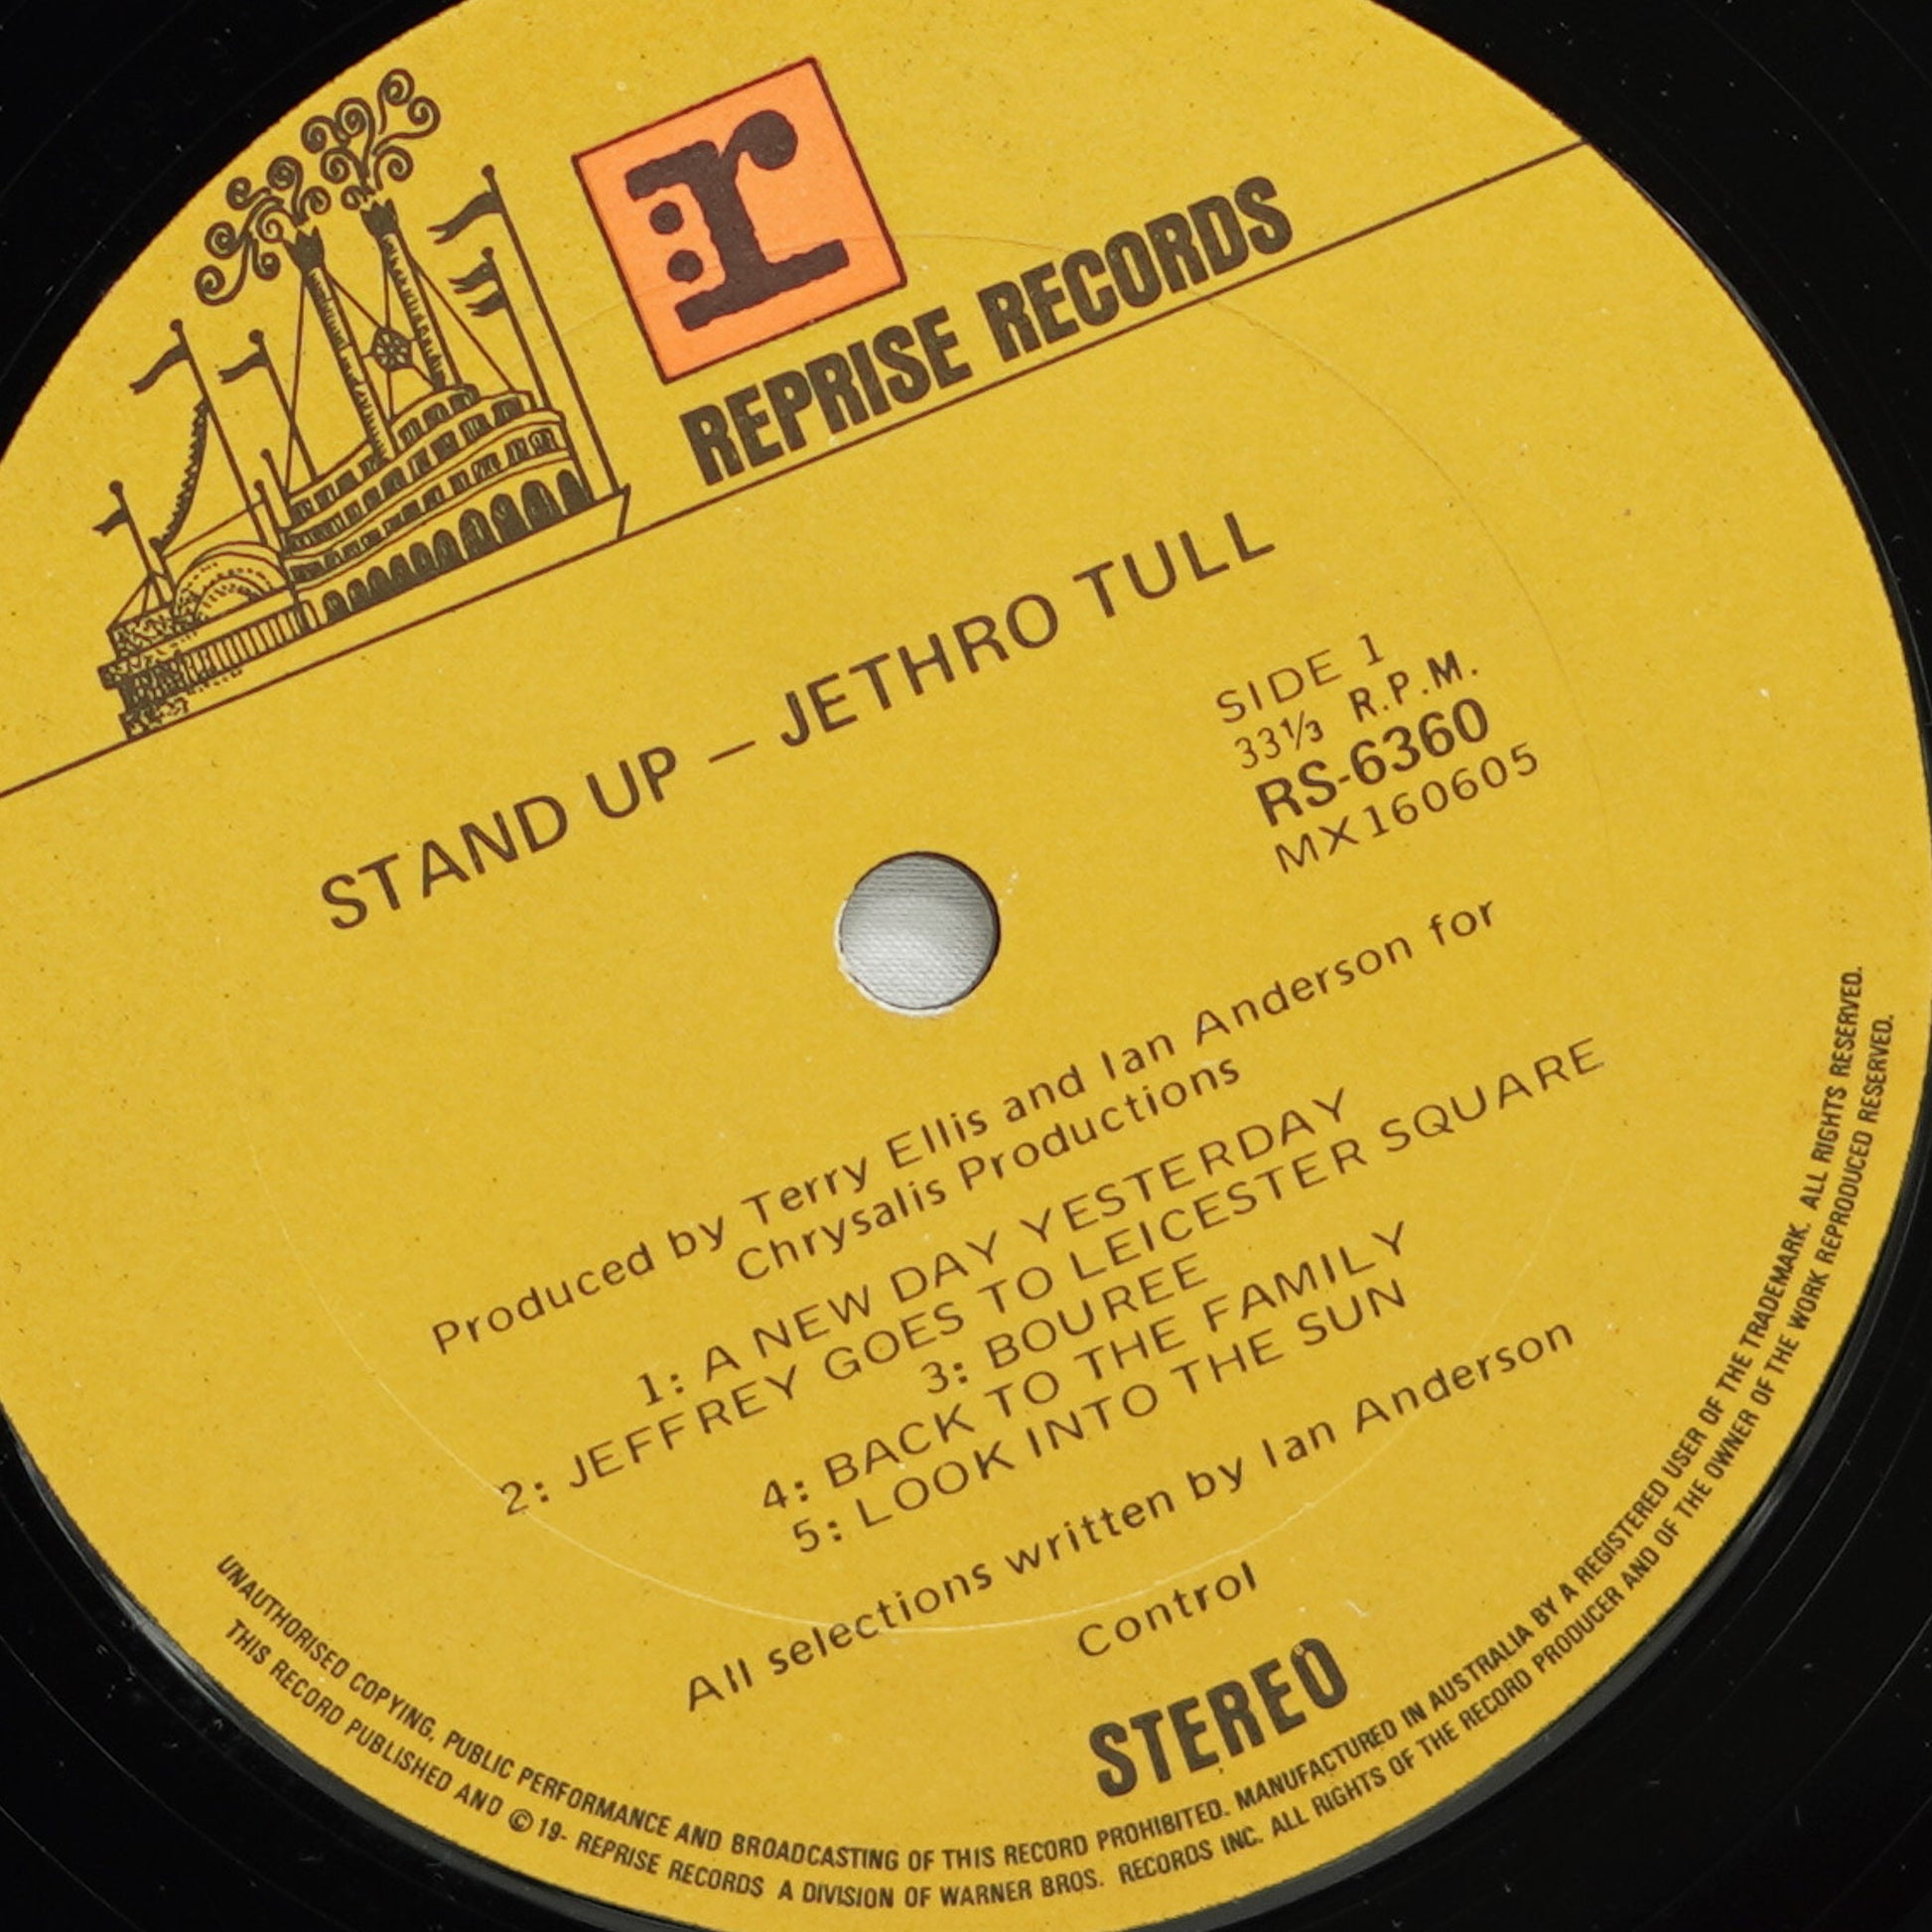 r:
REPRISE RECORDS
STAND UP – JETHRO TULL
SIDE 1
33⅓ R.P.M.
RS-6360
MX160605
Produced by Terry Ellis and Ian Anderson for
Chrysalis Productions
1: A NEW DAY YESTERDAY
2: JEFFREY GOES TO LEICESTER SQUARE
3: BOUREE
4: BACK TO THE FAMILY
5: LOOK INTO THE SUN
All selections written by Ian Anderson
Control
STEREO
UNAUTHORISED COPYING, PUBLIC PERFORMANCE AND BROADCASTING OF THIS RECORD PROHIBITED. MANUFACTURED IN AUSTRALIA BY A REGISTERED USER OF THE TRADEMARK. ALL RIGHTS RESERVED.
THIS RECORD PUBLISHED AND © 19- REPRISE RECORDS A DIVISION OF WARNER BROS. RECORDS INC. ALL RIGHTS OF THE RECORD PRODUCER AND OF THE OWNER OF THE WORK REPRODUCED RESERVED.